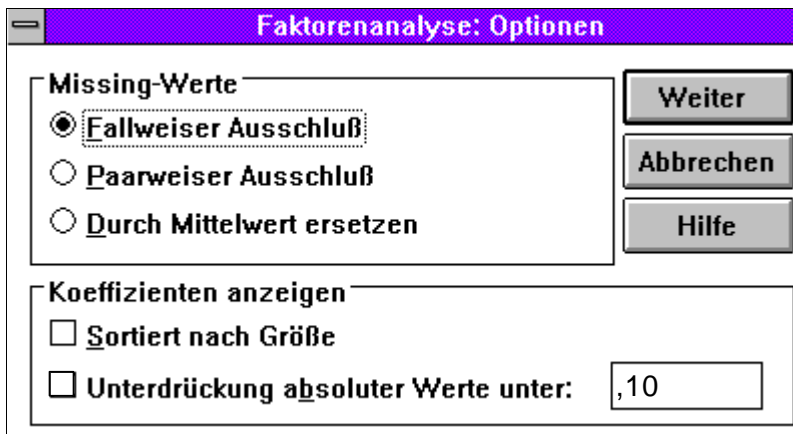 Faktorenanalyse: Optionen
Missing-Werte
Fallweiser Ausschluß
Paarweiser Ausschluß
Durch Mittelwert ersetzen
Weiter
Abbrechen
Hilfe
Koeffizienten anzeigen
Sortiert nach Größe
Unterdrückung absoluter Werte unter: ,10